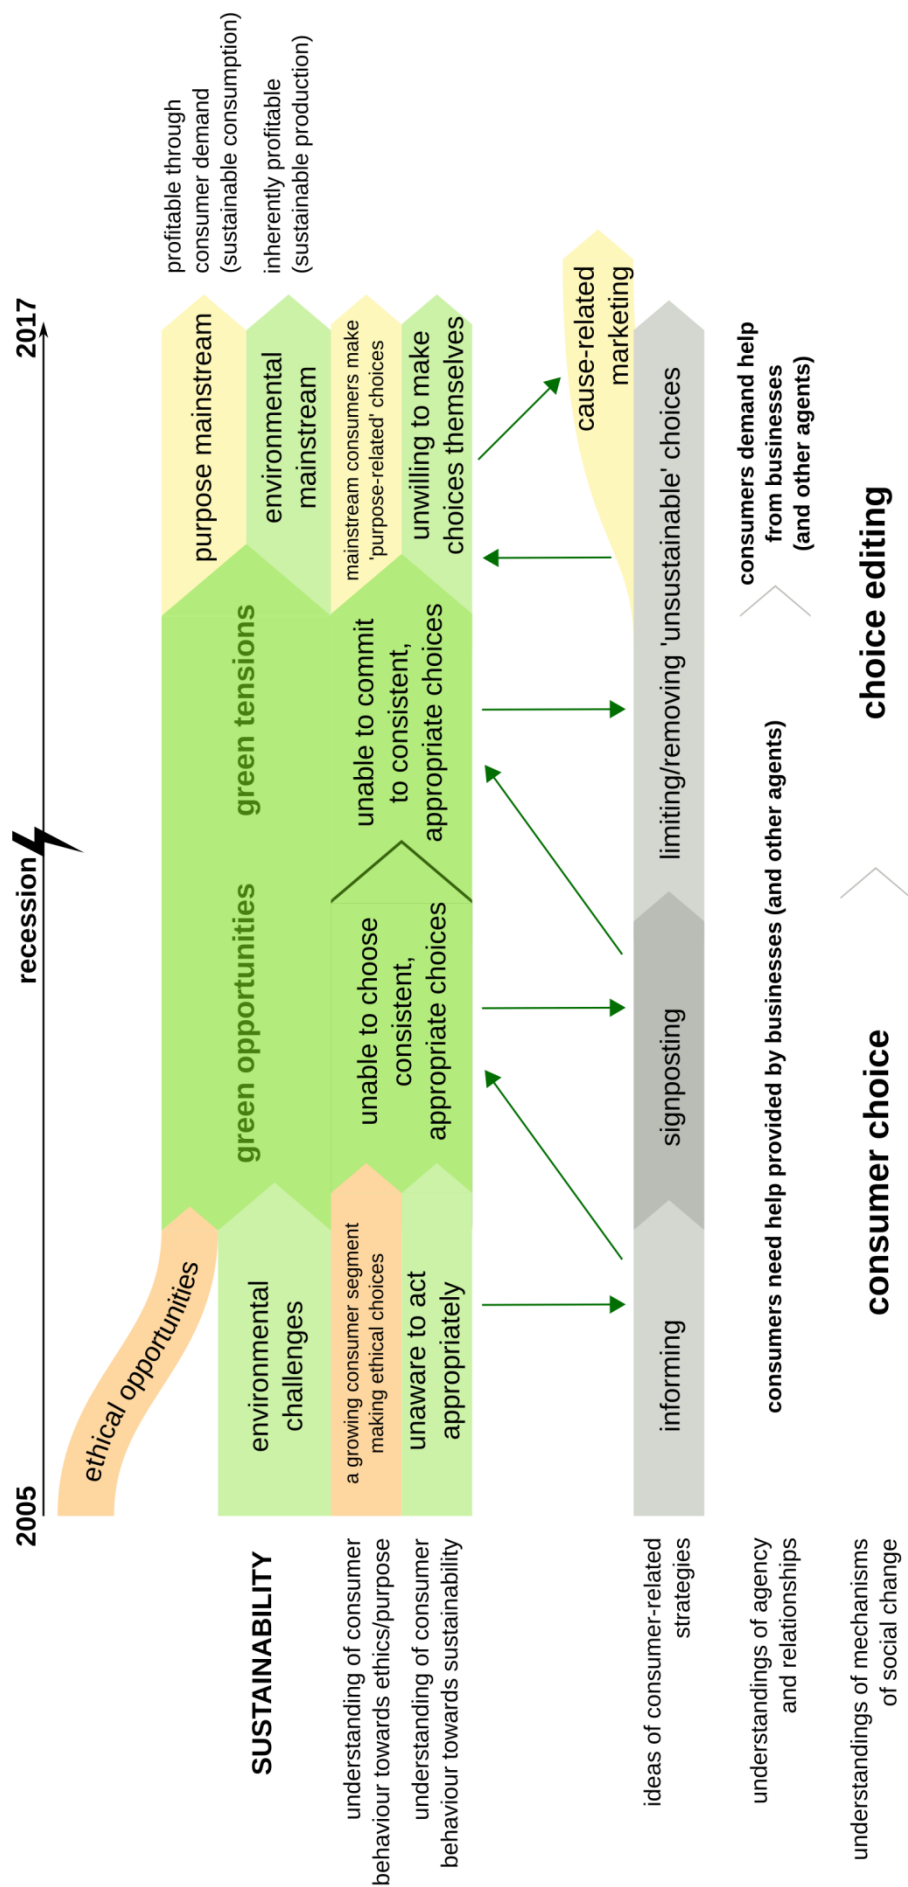 2005
recession
2017
ethical opportunities
SUSTAINABILITY
environmental
challenges
green opportunities
green tensions
purpose mainstream
environmental
mainstream
profitable through
consumer demand
(sustainable consumption)
inherently profitable
(sustainable production)
understanding of consumer
behaviour towards ethics/purpose
a growing consumer segment
making ethical choices
mainstream consumers make
'purpose-related' choices
understanding of consumer
behaviour towards sustainability
unaware to act
appropriately
unable to choose
consistent,
appropriate choices
unable to commit
to consistent,
appropriate choices
unwilling to make
choices themselves
cause-related
marketing
ideas of consumer-related
strategies
informing
signposting
limiting/removing 'unsustainable' choices
understandings of agency
and relationships
consumers need help provided by businesses (and other agents)
consumers demand help
from businesses
(and other agents)
understandings of mechanisms
of social change
consumer choice
choice editing